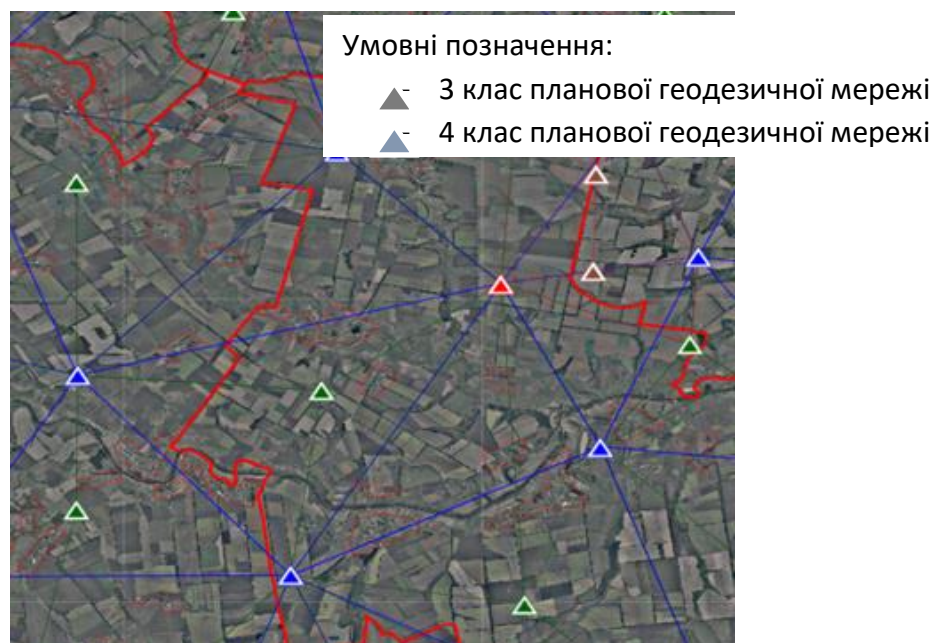 Умовні позначення:
- 3 клас планової геодезичної мережі
- 4 клас планової геодезичної мережі